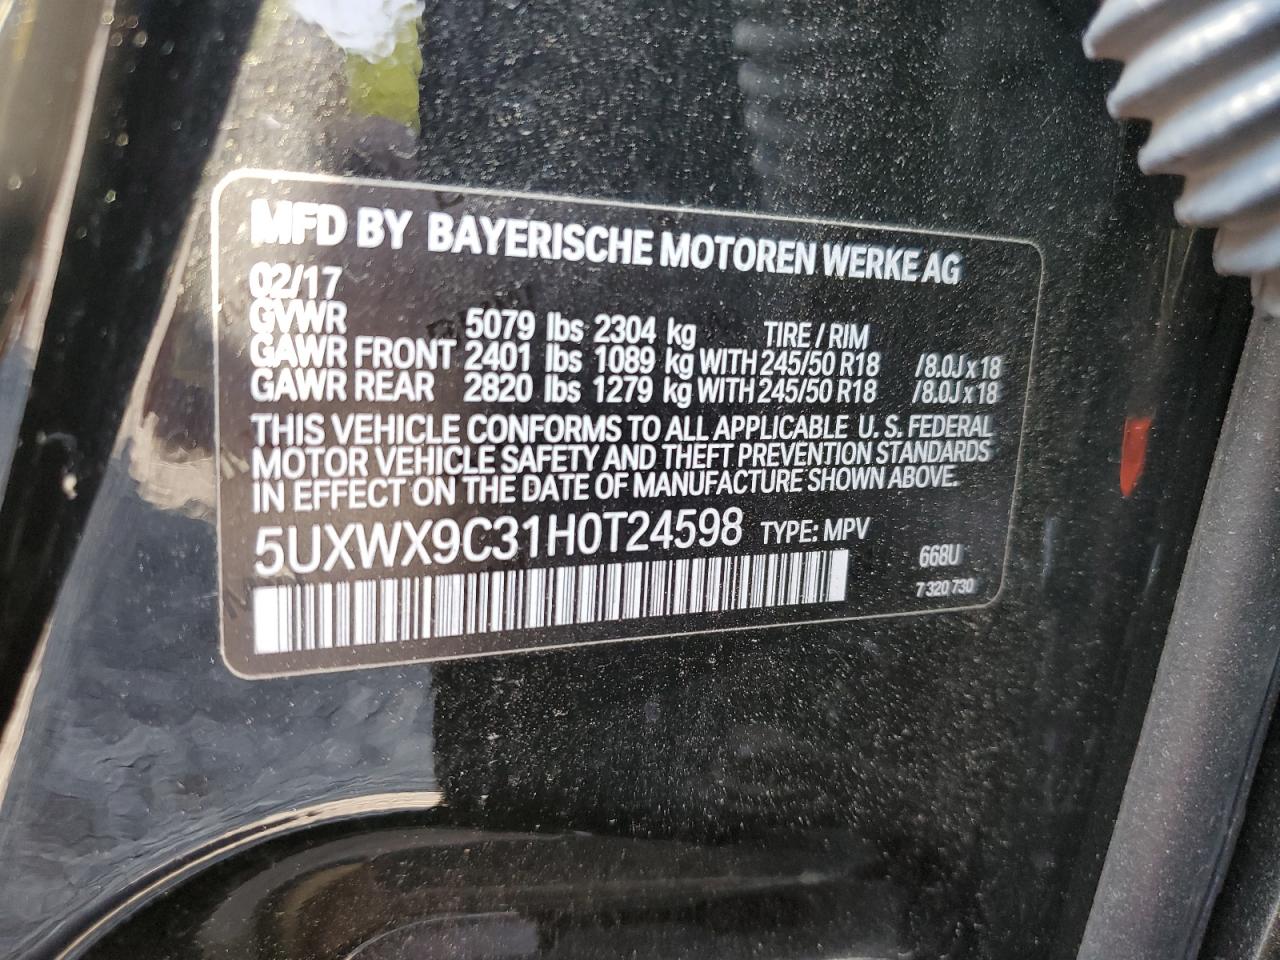 MFD BY BAYERISCHE MOTOREN WERKE AG
02/17
GVWR 5079 lbs 2304 kg TIRE / RIM
GAWR FRONT 2401 lbs 1089 kg WITH 245/50 R18 /8.0J x 18
GAWR REAR 2820 lbs 1279 kg WITH 245/50 R18 /8.0J x 18
THIS VEHICLE CONFORMS TO ALL APPLICABLE U. S. FEDERAL
MOTOR VEHICLE SAFETY AND THEFT PREVENTION STANDARDS
IN EFFECT ON THE DATE OF MANUFACTURE SHOWN ABOVE.
5UXWX9C31H0T24598 TYPE: MPV
668U
7 320 730